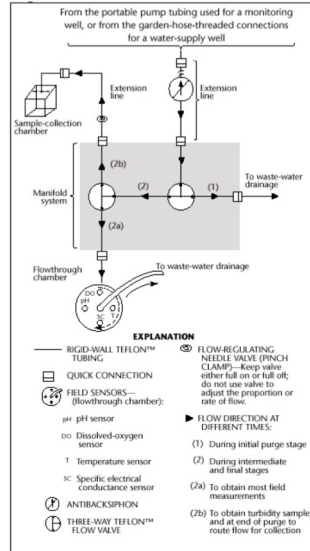 From the portable pump tubing used for a monitoring
well, or from the garden-hose-threaded connections
for a water-supply well
Extension
line
Extension
line
Sample-collection
chamber
(2b)
To waste-water
drainage
Manifold
system
(2)
(1)
(2a)
Flowthrough
chamber
To waste-water drainage
DO
pH
SC
T
EXPLANATION
RIGID-WALL TEFLON™
TUBING
QUICK CONNECTION
FIELD SENSORS—
(flowthrough chamber):
pH pH sensor
DO Dissolved-oxygen
sensor
T Temperature sensor
SC Specific electrical
conductance sensor
ANTIBACKSIPHON
THREE-WAY TEFLON™
FLOW VALVE
FLOW-REGULATING
NEEDLE VALVE (PINCH
CLAMP)—Keep valve
either full on or full off;
do not use valve to
adjust the proportion or
rate of flow.
FLOW DIRECTION AT
DIFFERENT TIMES:
(1) During initial purge stage
(2) During intermediate
and final stages
(2a) To obtain most field
measurements
(2b) To obtain turbidity sample
and at end of purge to
route flow for collection